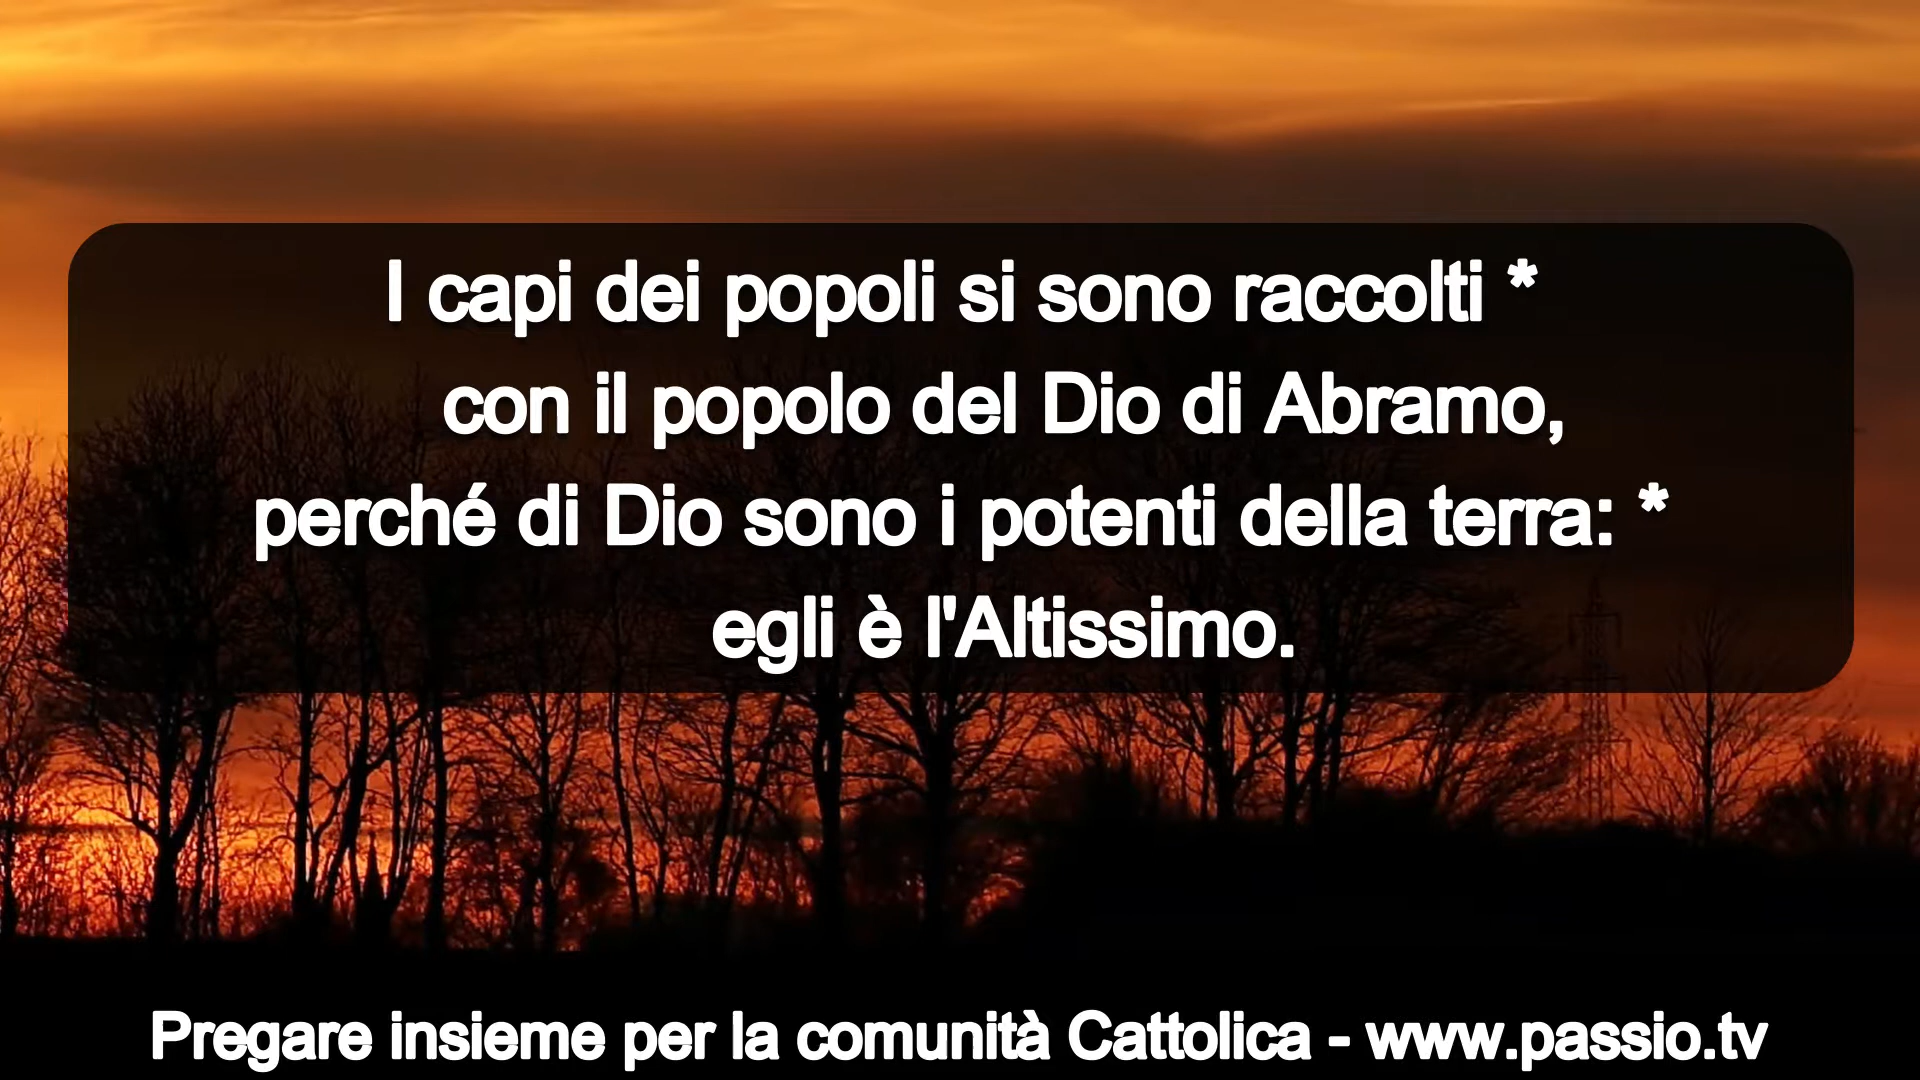 I capi dei popoli si sono raccolti *
con il popolo del Dio di Abramo,
perché di Dio sono i potenti della terra: *
egli è l'Altissimo.
Pregare insieme per la comunità Cattolica - www.passio.tv